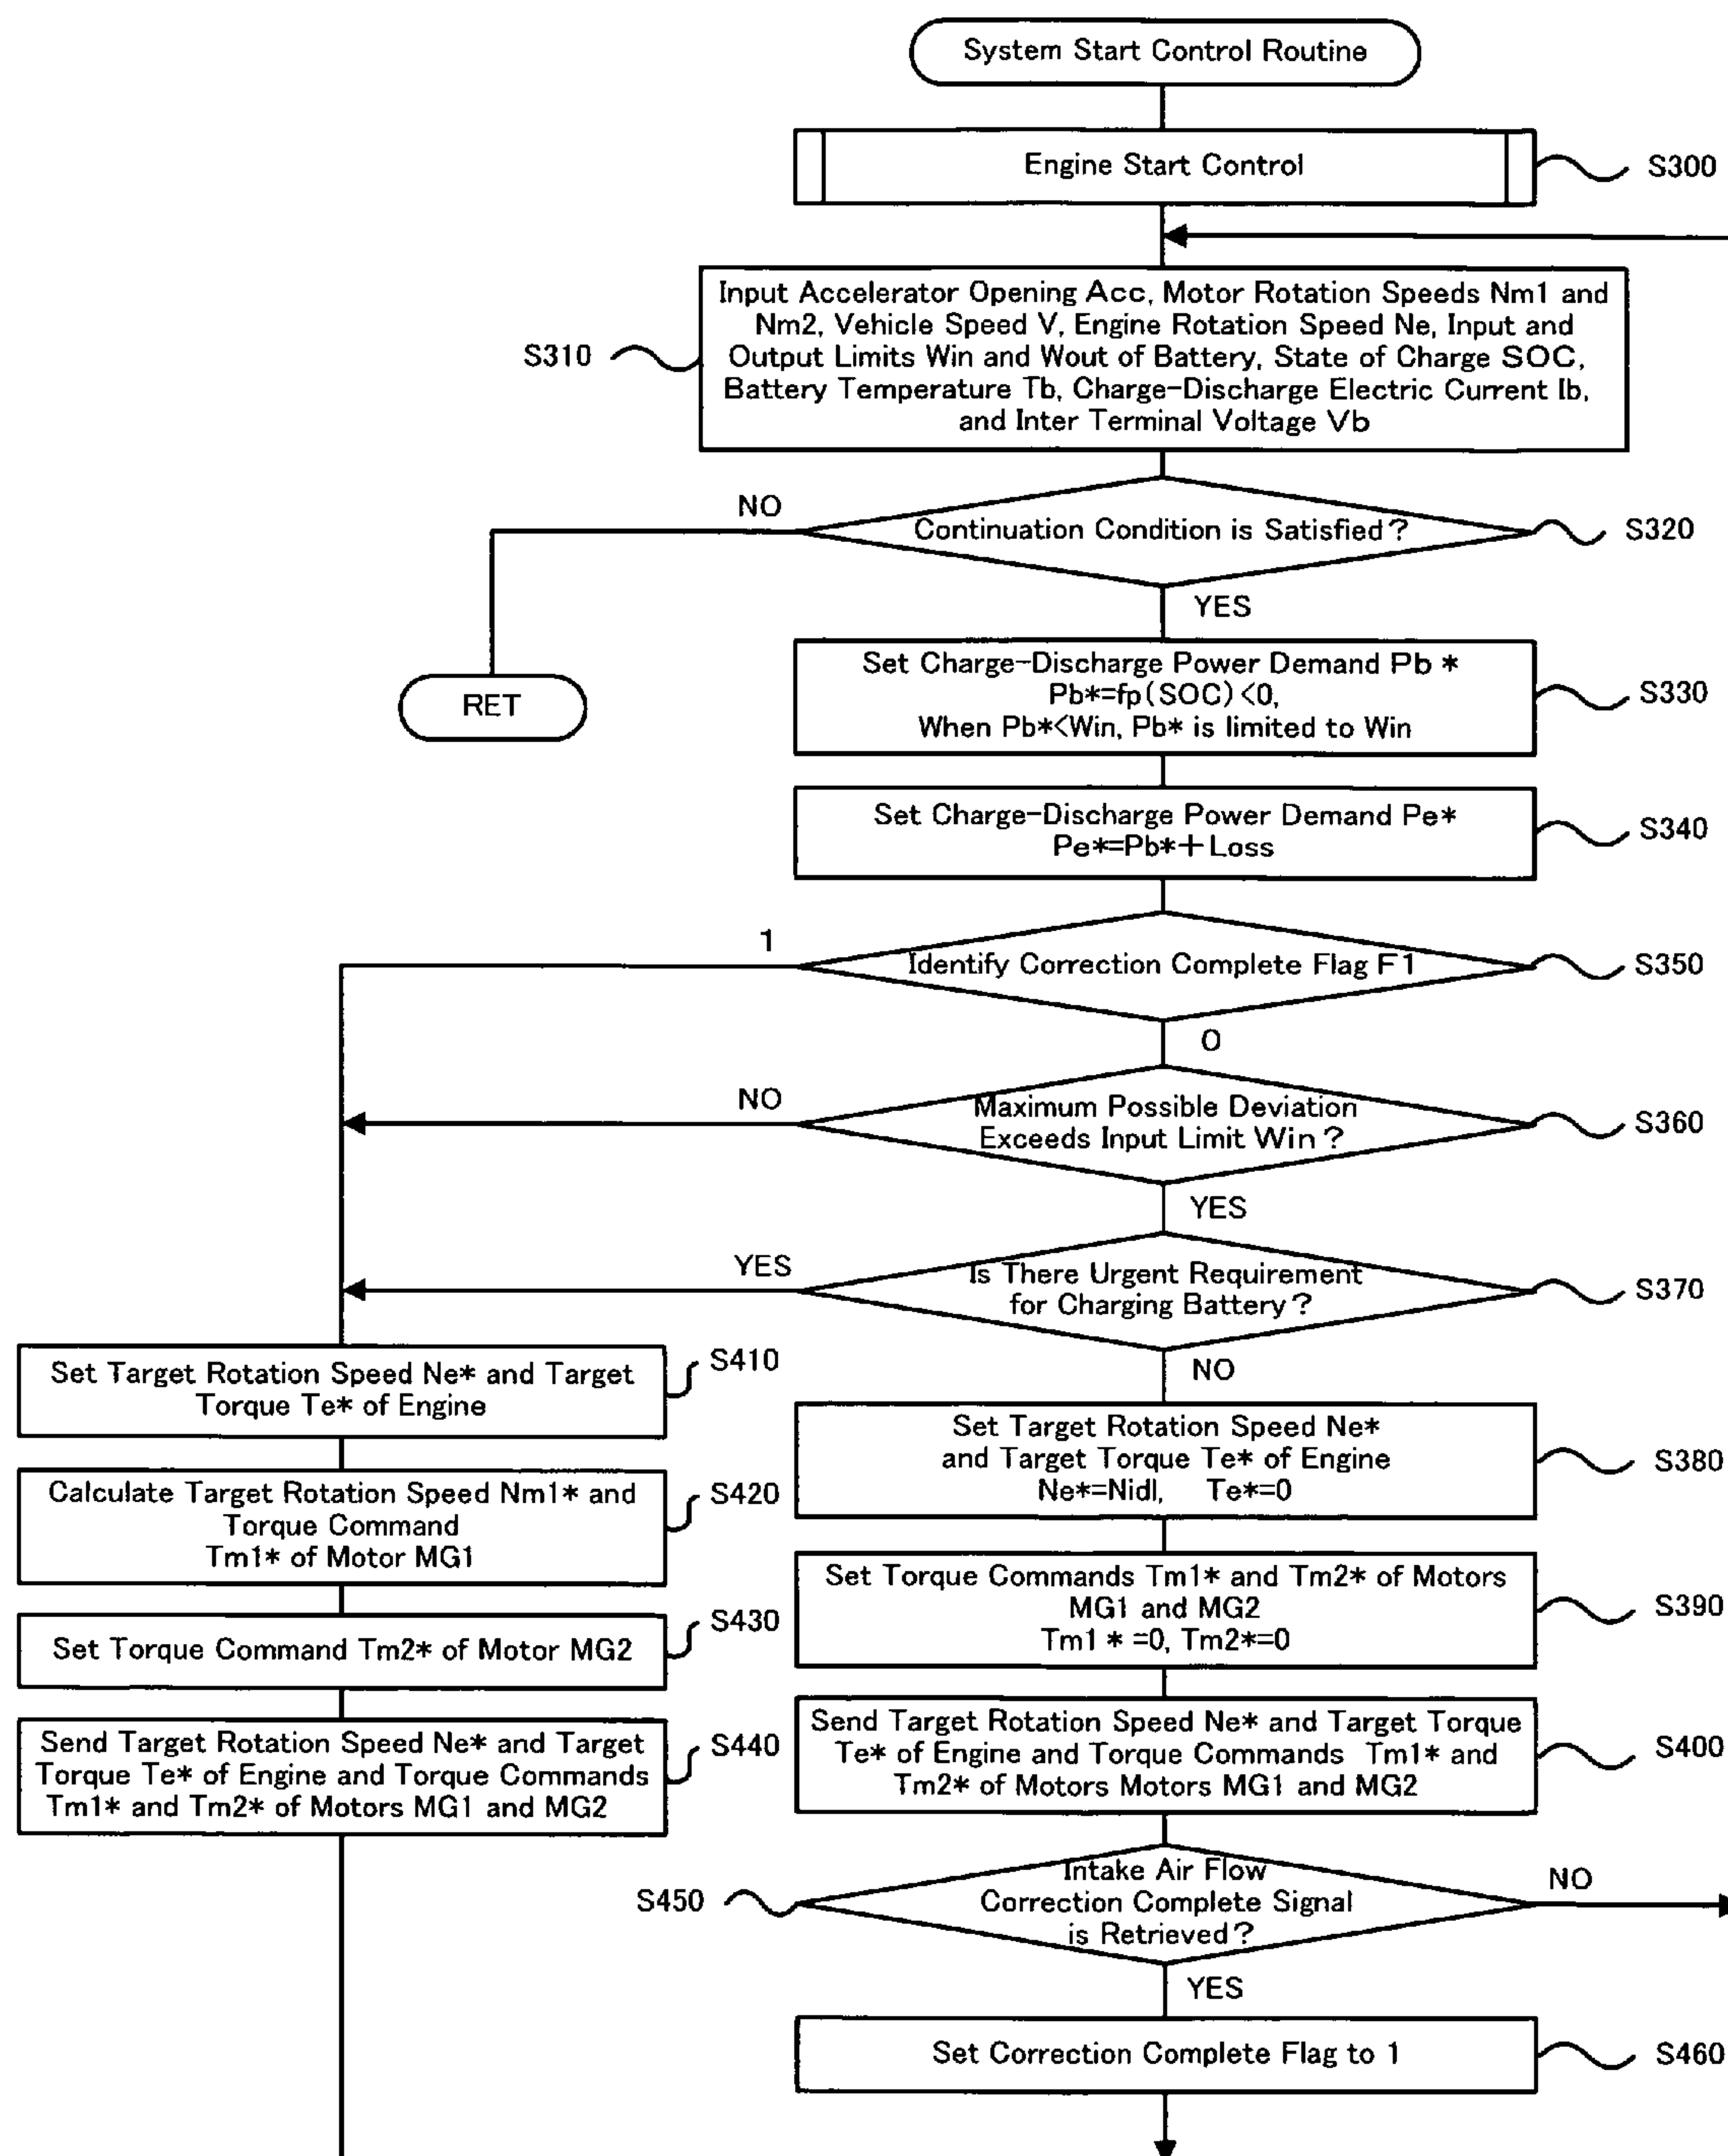 System Start Control Routine
Engine Start Control
S300
Input Accelerator Opening Acc, Motor Rotation Speeds Nm1 and
Nm2, Vehicle Speed V, Engine Rotation Speed Ne, Input and
Output Limits Win and Wout of Battery, State of Charge SOC,
Battery Temperature Tb, Charge-Discharge Electric Current Ib,
and Inter Terminal Voltage Vb
S310
NO
Continuation Condition is Satisfied?
S320
YES
RET
Set Charge-Discharge Power Demand Pb *
Pb*=fp(SOC)<0,
When Pb*<Win, Pb* is limited to Win
S330
Set Charge-Discharge Power Demand Pe*
Pe*=Pb*+Loss
S340
1
Identify Correction Complete Flag F1
S350
0
NO
Maximum Possible Deviation
Exceeds Input Limit Win?
S360
YES
YES
Is There Urgent Requirement
for Charging Battery?
S370
NO
Set Target Rotation Speed Ne* and Target
Torque Te* of Engine
S410
Calculate Target Rotation Speed Nm1* and
Torque Command
Tm1* of Motor MG1
S420
Set Torque Command Tm2* of Motor MG2
S430
Send Target Rotation Speed Ne* and Target
Torque Te* of Engine and Torque Commands
Tm1* and Tm2* of Motors MG1 and MG2
S440
Set Target Rotation Speed Ne*
and Target Torque Te* of Engine
Ne*=Nidl, Te*=0
S380
Set Torque Commands Tm1* and Tm2* of Motors
MG1 and MG2
Tm1 * =0, Tm2*=0
S390
Send Target Rotation Speed Ne* and Target Torque
Te* of Engine and Torque Commands Tm1* and
Tm2* of Motors Motors MG1 and MG2
S400
S450
Intake Air Flow
Correction Complete Signal
is Retrieved?
NO
YES
Set Correction Complete Flag to 1
S460